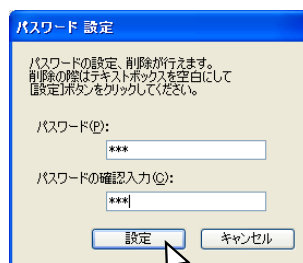 パスワード 設定
パスワードの設定、削除が行えます。
削除の際はテキストボックスを空白にして
[設定]ボタンをクリックしてください。
パスワード(P):
***
パスワードの確認入力(C):
***
設定 キャンセル